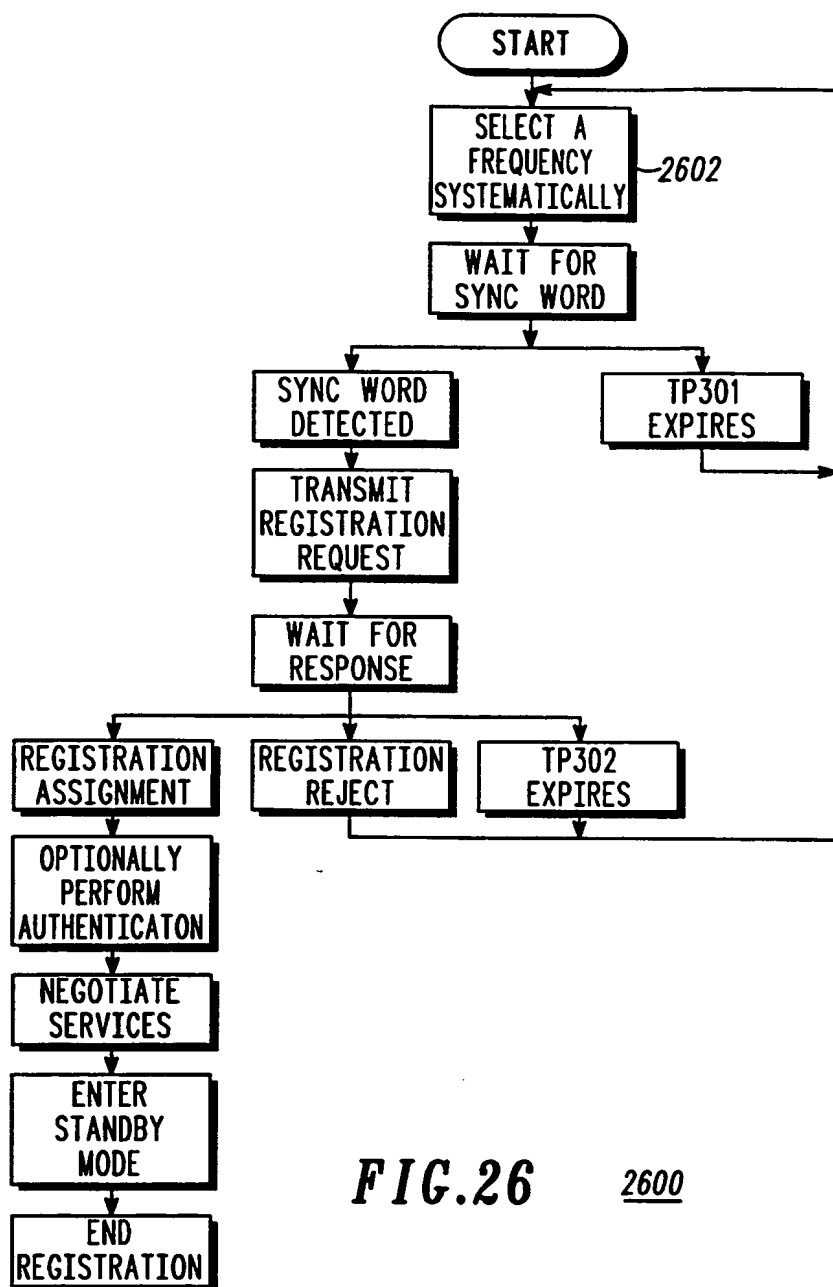 START
SELECT A
FREQUENCY
SYSTEMATICALLY
2602
WAIT FOR
SYNC WORD
SYNC WORD
DETECTED
TP301
EXPIRES
TRANSMIT
REGISTRATION
REQUEST
WAIT FOR
RESPONSE
REGISTRATION
ASSIGNMENT
REGISTRATION
REJECT
TP302
EXPIRES
OPTIONALLY
PERFORM
AUTHENTICATON
NEGOTIATE
SERVICES
ENTER
STANDBY
MODE
END
REGISTRATION
FIG.26
2600